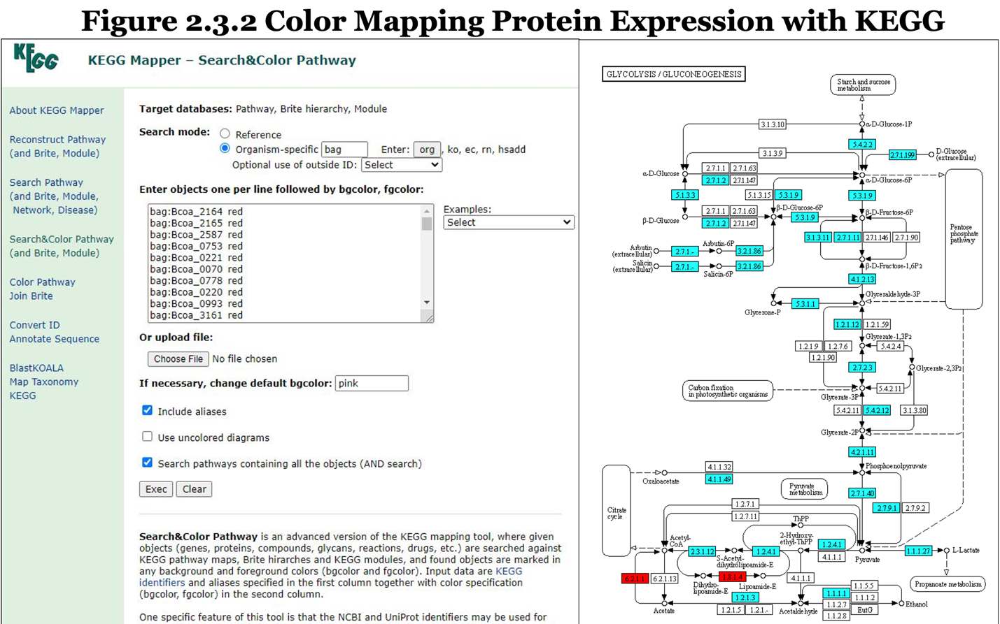 Figure 2.3.2 Color Mapping Protein Expression with KEGG
KEGG
KEGG Mapper – Search&Color Pathway
About KEGG Mapper
Reconstruct Pathway
(and Brite, Module)
Search Pathway
(and Brite, Module,
Network, Disease)
Search&Color Pathway
(and Brite, Module)
Color Pathway
Join Brite
Convert ID
Annotate Sequence
BlastKOALA
Map Taxonomy
KEGG
Target databases: Pathway, Brite hierarchy, Module
Search mode: Reference
Organism-specific bag Enter: org , ko, ec, rn, hsadd
Optional use of outside ID: Select
Enter objects one per line followed by bgcolor, fgcolor:
bag:Bcoa_2164 red
bag:Bcoa_2165 red
bag:Bcoa_2587 red
bag:Bcoa_0753 red
bag:Bcoa_0221 red
bag:Bcoa_0070 red
bag:Bcoa_0778 red
bag:Bcoa_0220 red
bag:Bcoa_0993 red
bag:Bcoa_3161 red
Examples:
Select
Or upload file:
Choose File No file chosen
If necessary, change default bgcolor: pink
Include aliases
Use uncolored diagrams
Search pathways containing all the objects (AND search)
Exec Clear
Search&Color Pathway is an advanced version of the KEGG mapping tool, where given
objects (genes, proteins, compounds, glycans, reactions, drugs, etc.) are searched against
KEGG pathway maps, Brite hirarches and KEGG modules, and found objects are marked in
any background and foreground colors (bgcolor and fgcolor). Input data are KEGG
identifiers and aliases specified in the first column together with color specification
(bgcolor, fgcolor) in the second column.
One specific feature of this tool is that the NCBI and UniProt identifiers may be used for
GLYCOLYSIS / GLUCONEOGENESIS
Starch and sucrose
metabolism
3.1.3.10
α-D-Glucose-1P
5.4.2.2
3.1.3.9
2.7.1.199
D-Glucose
(extracellular)
α-D-Glucose
2.7.1.1 2.7.1.63
2.7.1.2 2.7.1.147
α-D-Glucose-6P
5.1.3.3
5.1.3.15 5.3.1.9
5.3.1.9
β-D-Glucose-6P
β-D-Glucose
2.7.1.1 2.7.1.63
2.7.1.2 2.7.1.147
5.3.1.9
β-D-Fructose-6P
Pentose
phosphate
pathway
3.1.3.11 2.7.1.11 2.7.1.146 2.7.1.90
Arbutin
(extracellular)
2.7.1.-
Arbutin-6P
3.2.1.86
Salicin
(extracellular)
2.7.1.-
Salicin-6P
3.2.1.86
β-D-Fructose-1,6P2
4.1.2.13
Glyceraldehyde-3P
Glycerone-P
5.3.1.1
1.2.1.12 1.2.1.59
Glycerate-1,3P2
1.2.1.9 1.2.7.6
1.2.1.90
5.4.2.4
2.7.2.3
Glycerate-2,3P2
Carbon fixation
in photosynthetic organisms
5.4.2.11
Glycerate-3P
5.4.2.11 5.4.2.12
3.1.3.80
Glycerate-2P
4.2.1.11
4.1.1.32
4.1.1.49
Oxaloacetate
Phosphoenolpyruvate
Pyruvate
metabolism
2.7.1.40
2.7.9.1 2.7.9.2
Citrate
cycle
1.2.7.1
1.2.7.11
ThPP
Acetyl-
CoA
2.3.1.12
S-Acetyl-
dihydrolipoamide-E
1.2.4.1
2-Hydroxy-
ethyl-ThPP
1.2.4.1
4.1.1.1
Pyruvate
1.1.1.27
L-Lactate
6.2.1.1
6.2.1.13
Dihydro-
lipoamide-E
1.8.1.4
Lipoamide-E
4.1.1.1
Propanoate metabolism
1.2.1.3
Acetate
1.2.1.5 1.2.1.-
Acetaldehyde
1.1.1.1
1.1.2.7
1.1.2.8
1.1.5.5
1.1.1.2
EutG
Ethanol